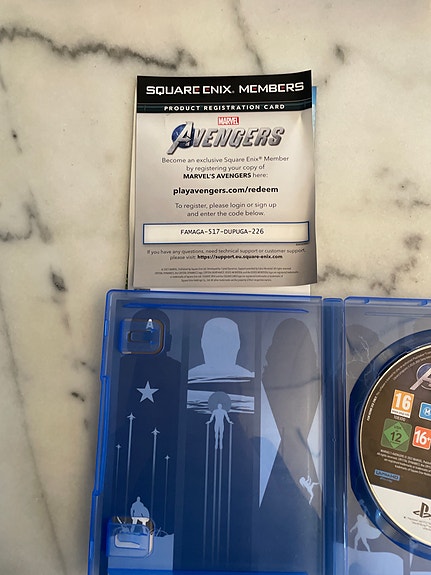 SQUARE ENIX® MEMBERS
PRODUCT REGISTRATION CARD
MARVEL
AVENGERS
Become an exclusive Square Enix® Member
by registering your copy of
MARVEL'S AVENGERS here:
playavengers.com/redeem
To register, please login or sign up
and enter the code below.
FAMAGA-517-DUPUGA-226
If you have any questions, need technical support or customer support,
please visit: https://support.eu.square-enix.com
A
16
12
16+